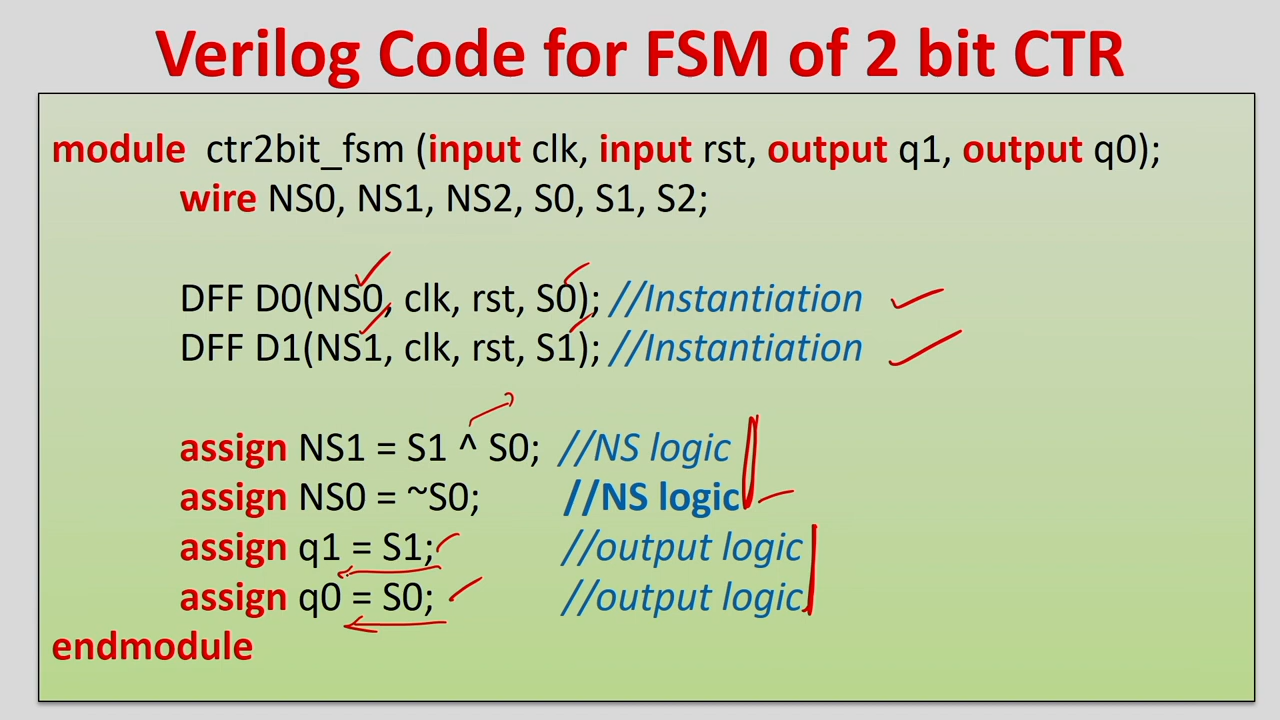 Verilog Code for FSM of 2 bit CTR
module ctr2bit_fsm (input clk, input rst, output q1, output q0);
wire NS0, NS1, NS2, S0, S1, S2;
DFF D0(NS0, clk, rst, S0); //Instantiation
DFF D1(NS1, clk, rst, S1); //Instantiation
assign NS1 = S1 ^ S0; //NS logic
assign NS0 = ~S0; //NS logic
assign q1 = S1; //output logic
assign q0 = S0; //output logic
endmodule